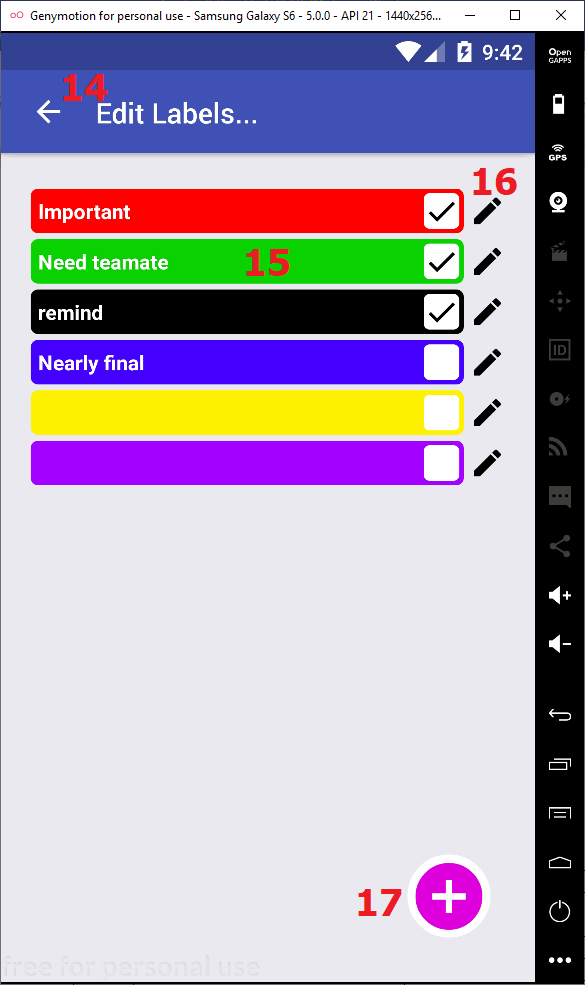 Genymotion for personal use - Samsung Galaxy S6 - 5.0.0 - API 21 - 1440x256...
9:42
Open
GAPPS
14
Edit Labels...
GPS
16
Important
Need teamate
15
remind
ID
Nearly final
17
free for personal use